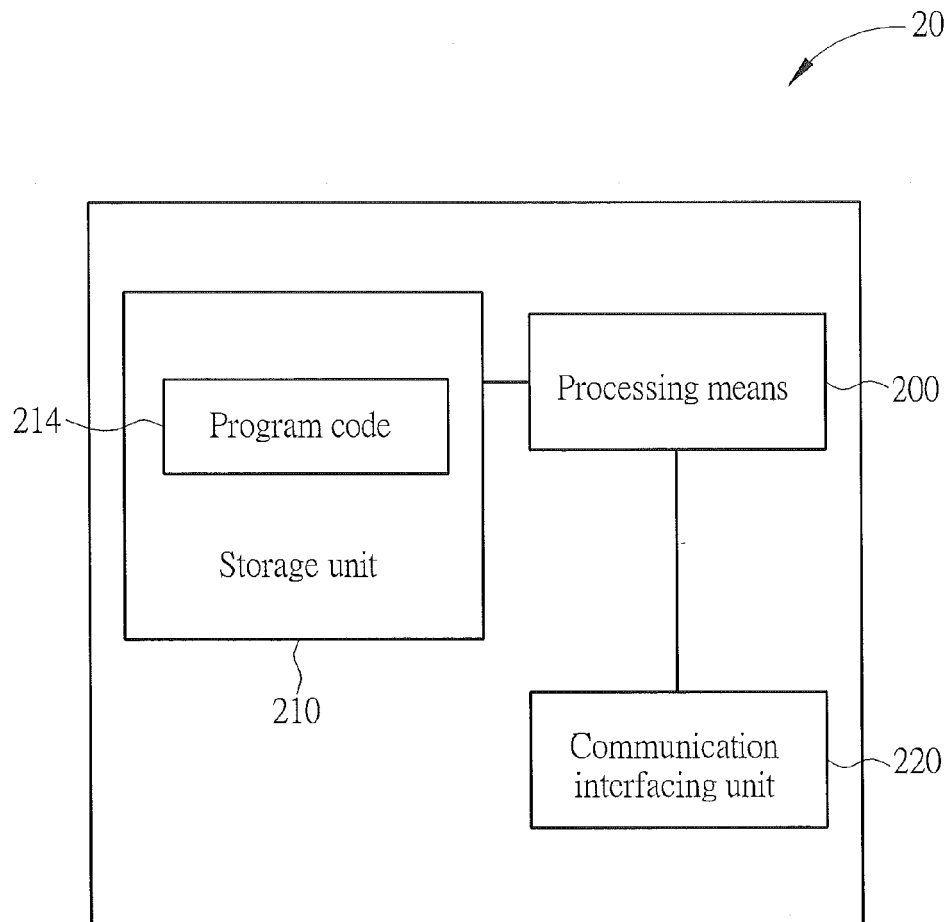 20
Processing means
200
214
Program code
Storage unit
210
Communication
interfacing unit
220